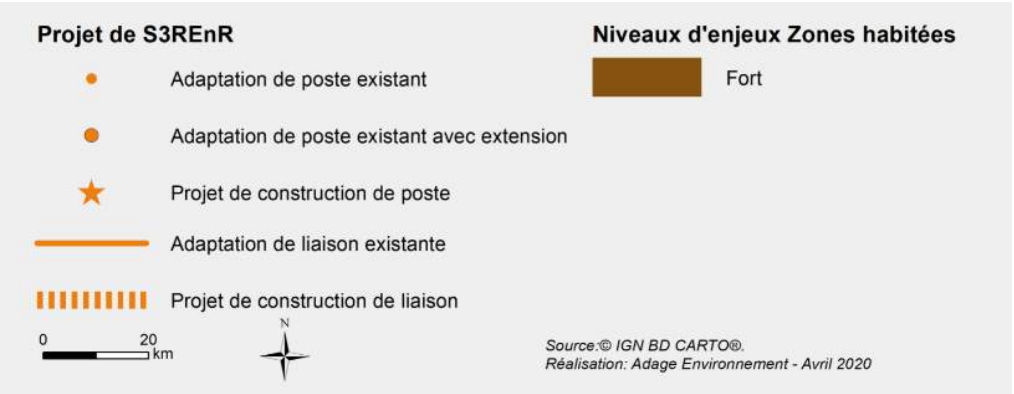 Projet de S3REnR
Adaptation de poste existant
Adaptation de poste existant avec extension
Projet de construction de poste
Adaptation de liaison existante
Projet de construction de liaison
0 20
km
N
Niveaux d'enjeux Zones habitées
Fort
Source:© IGN BD CARTO®.
Réalisation: Adage Environnement - Avril 2020